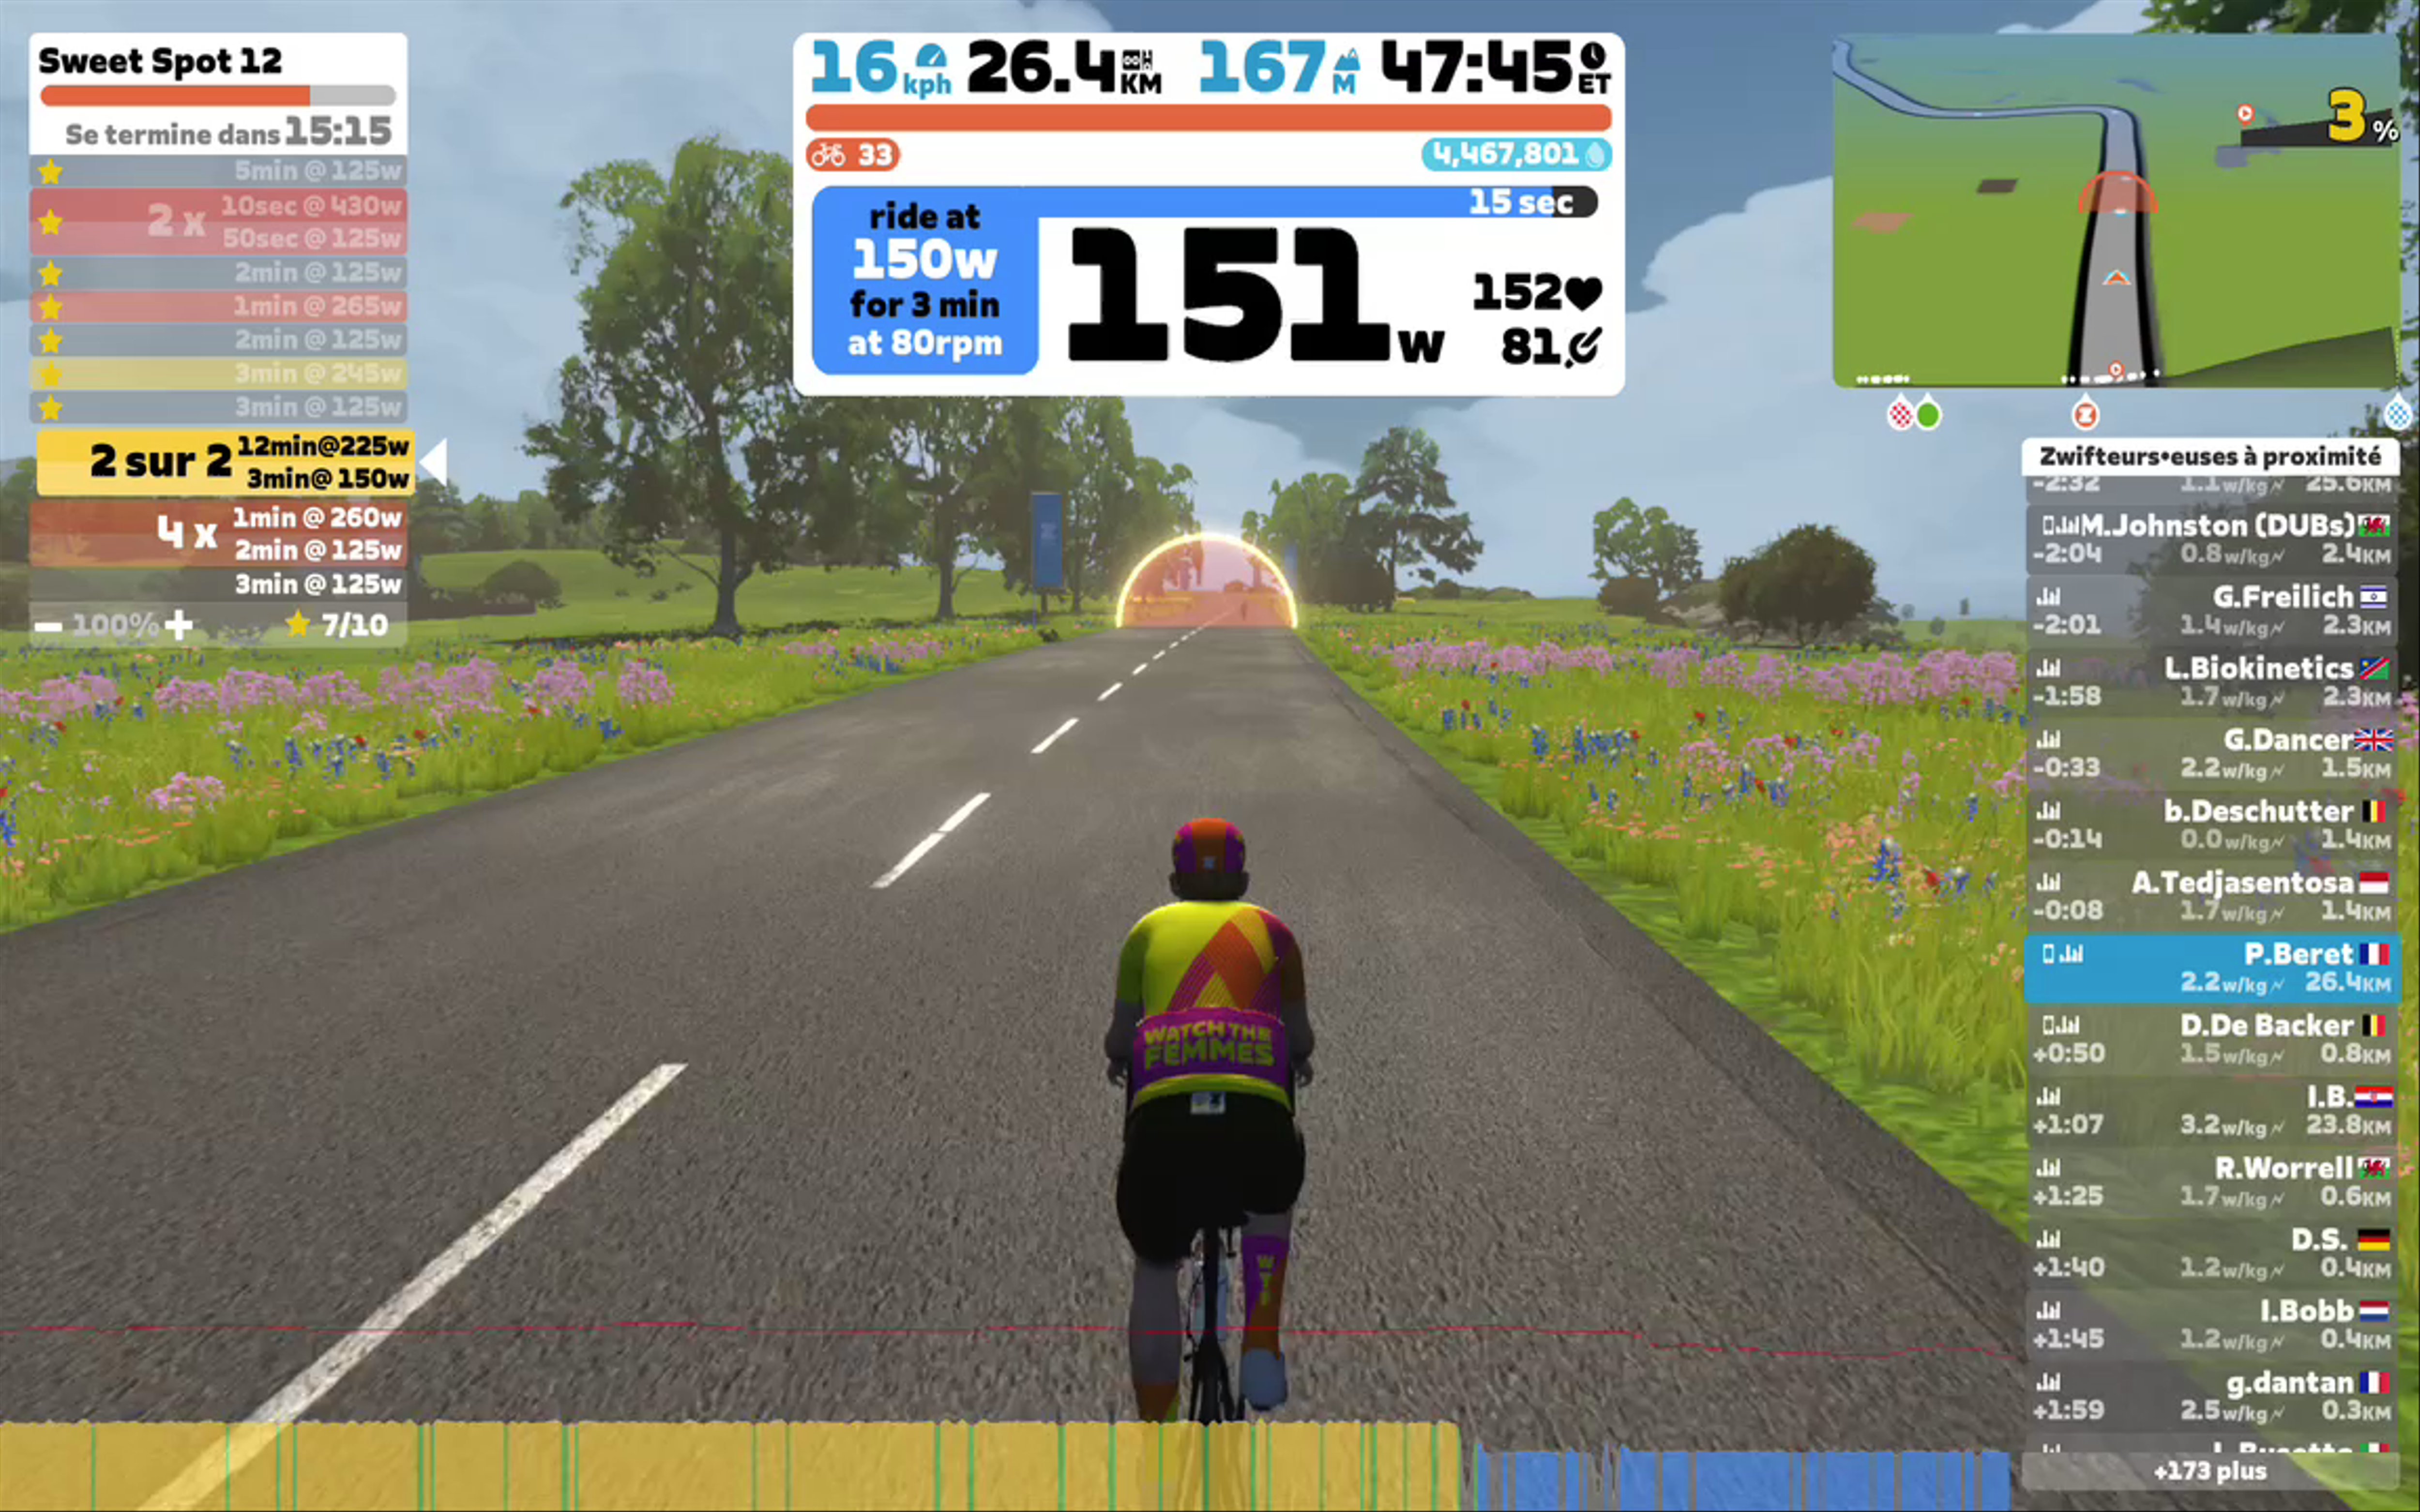 Sweet Spot 12
Se termine dans 15:15
5min @ 125w
2 x 10sec @ 430w
50sec @ 125w
2min @ 125w
1min @ 265w
2min @ 125w
3min @ 245w
3min @ 125w
2 sur 2 12min@225w
3min@ 150w
4 x 1min @ 260w
2min @ 125w
3min @ 125w
− 100% + 7/10
16 kph 26.4 KM 167 M 47:45 ET
33 4,467,801
15 sec
ride at
150w
for 3 min
at 80rpm
151 w
152
81
3 %
Zwifteurs•euses à proximité
-2:32 1.1 w/kg 25.6KM
M.Johnston (DUBs)
-2:04 0.8 w/kg 2.4KM
G.Freilich
-2:01 1.4 w/kg 2.3KM
L.Biokinetics
-1:58 1.7 w/kg 2.3KM
G.Dancer
-0:33 2.2 w/kg 1.5KM
b.Deschutter
-0:14 0.0 w/kg 1.4KM
A.Tedjasentosa
-0:08 1.7 w/kg 1.4KM
P.Beret
2.2 w/kg 26.4KM
D.De Backer
+0:50 1.5 w/kg 0.8KM
I.B.
+1:07 3.2 w/kg 23.8KM
R.Worrell
+1:25 1.7 w/kg 0.6KM
D.S.
+1:40 1.2 w/kg 0.4KM
I.Bobb
+1:45 1.2 w/kg 0.4KM
g.dantan
+1:59 2.5 w/kg 0.3KM
+173 plus
WATCH THE
FEMMES